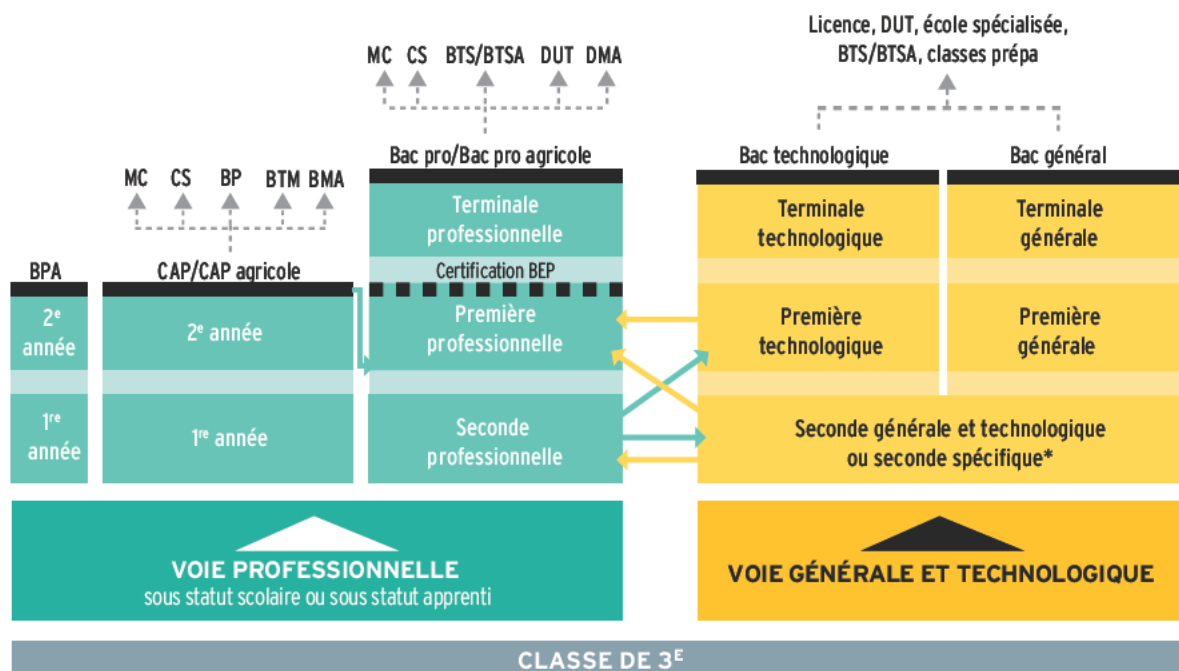 Licence, DUT, école spécialisée,
BTS/BTSA, classes prépa
MC CS BTS/BTSA DUT DMA
Bac pro/Bac pro agricole
Bac technologique
Bac général
MC CS BP BTM BMA
Terminale
professionnelle
Terminale
technologique
Terminale
générale
BPA
CAP/CAP agricole
Certification BEP
2e
année
2e année
Première
professionnelle
Première
technologique
Première
générale
1re
année
1re année
Seconde
professionnelle
Seconde générale et technologique
ou seconde spécifique*
VOIE PROFESSIONNELLE
sous statut scolaire ou sous statut apprenti
VOIE GÉNÉRALE ET TECHNOLOGIQUE
CLASSE DE 3E